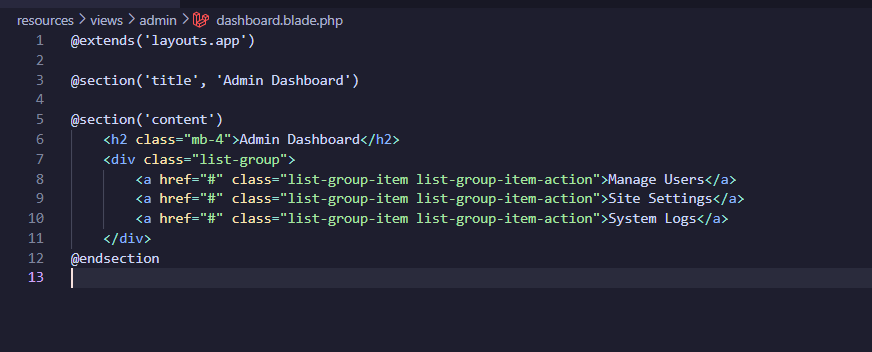 resources > views > admin > dashboard.blade.php
1 @extends('layouts.app')
2
3 @section('title', 'Admin Dashboard')
4
5 @section('content')
6     <h2 class="mb-4">Admin Dashboard</h2>
7     <div class="list-group">
8         <a href="#" class="list-group-item list-group-item-action">Manage Users</a>
9         <a href="#" class="list-group-item list-group-item-action">Site Settings</a>
10         <a href="#" class="list-group-item list-group-item-action">System Logs</a>
11     </div>
12 @endsection
13